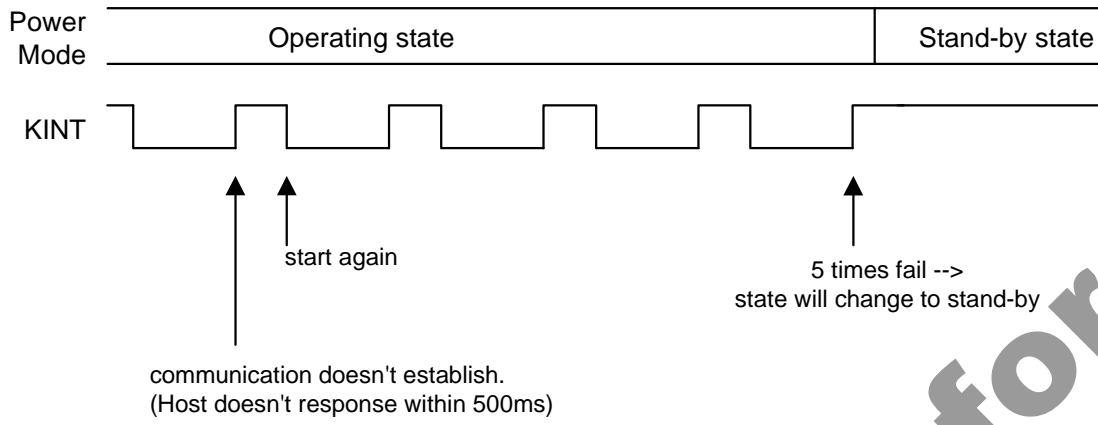 Power
Mode
Operating state
Stand-by state
KINT
start again
5 times fail -->
state will change to stand-by
communication doesn't establish.
(Host doesn't response within 500ms)
for